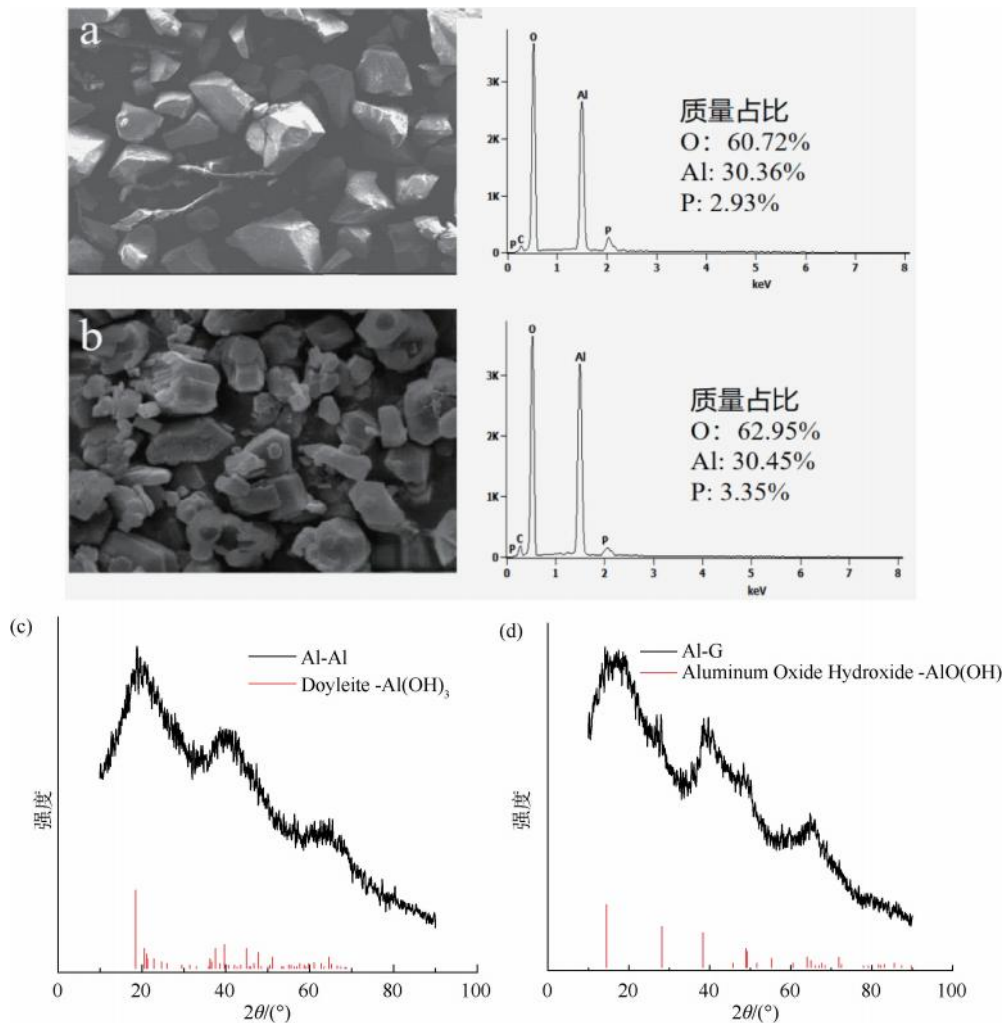 a
O
Al
P
C
P
3K
2K
1K
0
0 1 2 3 4 5 6 7 8
keV
质量占比
O: 60.72%
Al: 30.36%
P: 2.93%
b
O
Al
P
C
P
3K
2K
1K
0
0 1 2 3 4 5 6 7 8
keV
质量占比
O: 62.95%
Al: 30.45%
P: 3.35%
(c)
Al-Al
Doyleite -Al(OH)₃
强度
0 20 40 60 80 100
2θ/(°)
(d)
Al-G
Aluminum Oxide Hydroxide -AlO(OH)
强度
0 20 40 60 80 100
2θ/(°)